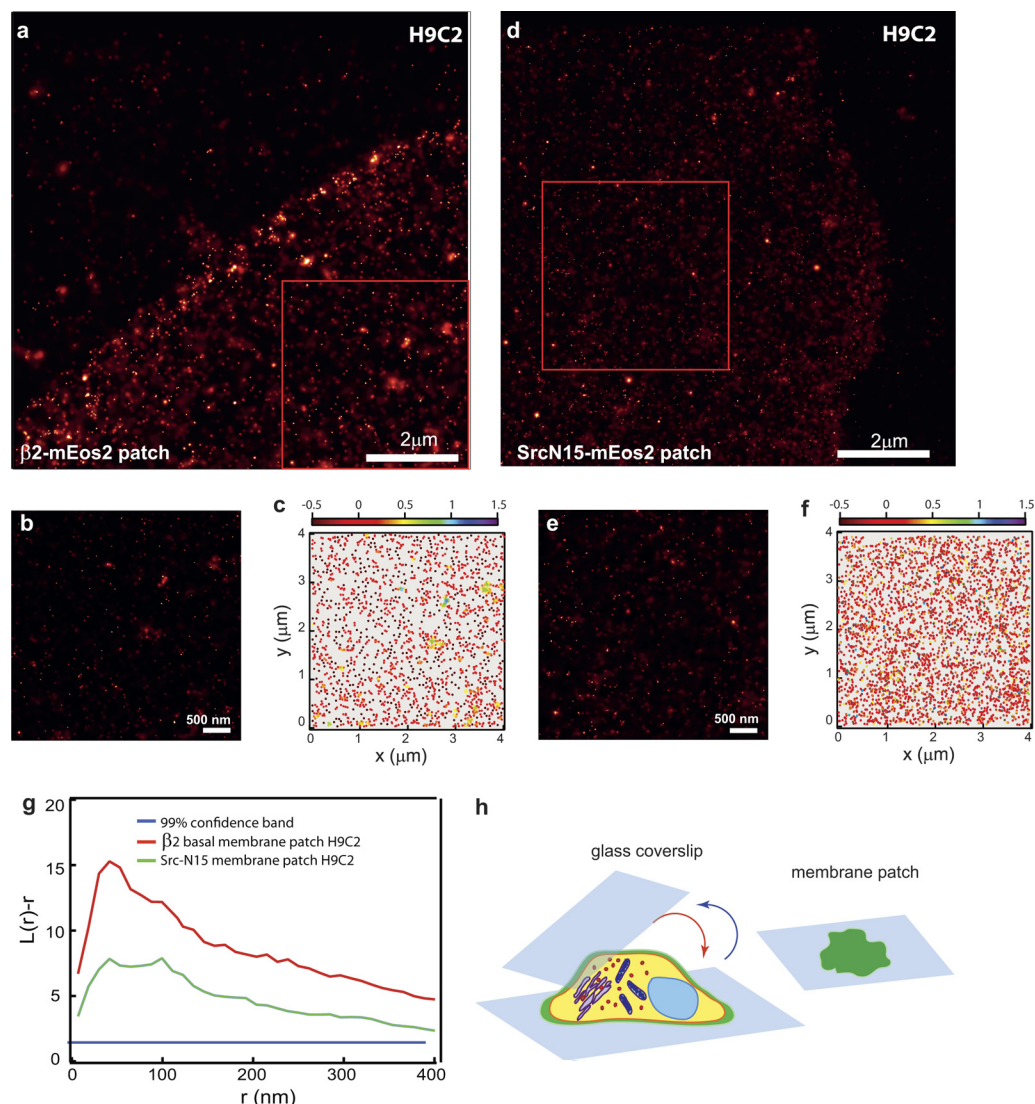 a
H9C2
β2-mEos2 patch
2μm
d
H9C2
SrcN15-mEos2 patch
2μm
b
500 nm
c
-0.5 0 0.5 1 1.5
4
3
2
1
0
y (μm)
0 1 2 3 4
x (μm)
e
500 nm
f
-0.5 0 0.5 1 1.5
4
3
2
1
0
y (μm)
0 1 2 3 4
x (μm)
g
20
15
10
5
0
L(r)-r
99% confidence band
β2 basal membrane patch H9C2
Src-N15 membrane patch H9C2
0 100 200 300 400
r (nm)
h
glass coverslip
membrane patch